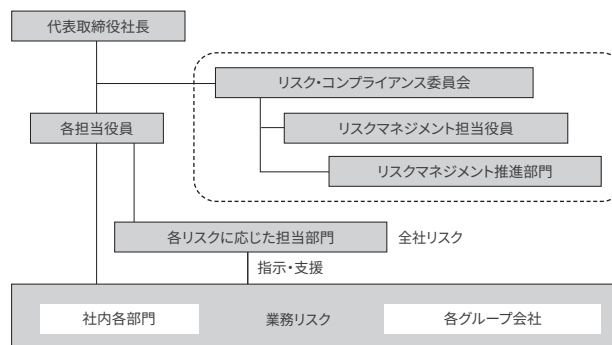 代表取締役社長
リスク・コンプライアンス委員会
各担当役員
リスクマネジメント担当役員
リスクマネジメント推進部門
各リスクに応じた担当部門
全社リスク
指示・支援
社内各部門
業務リスク
各グループ会社